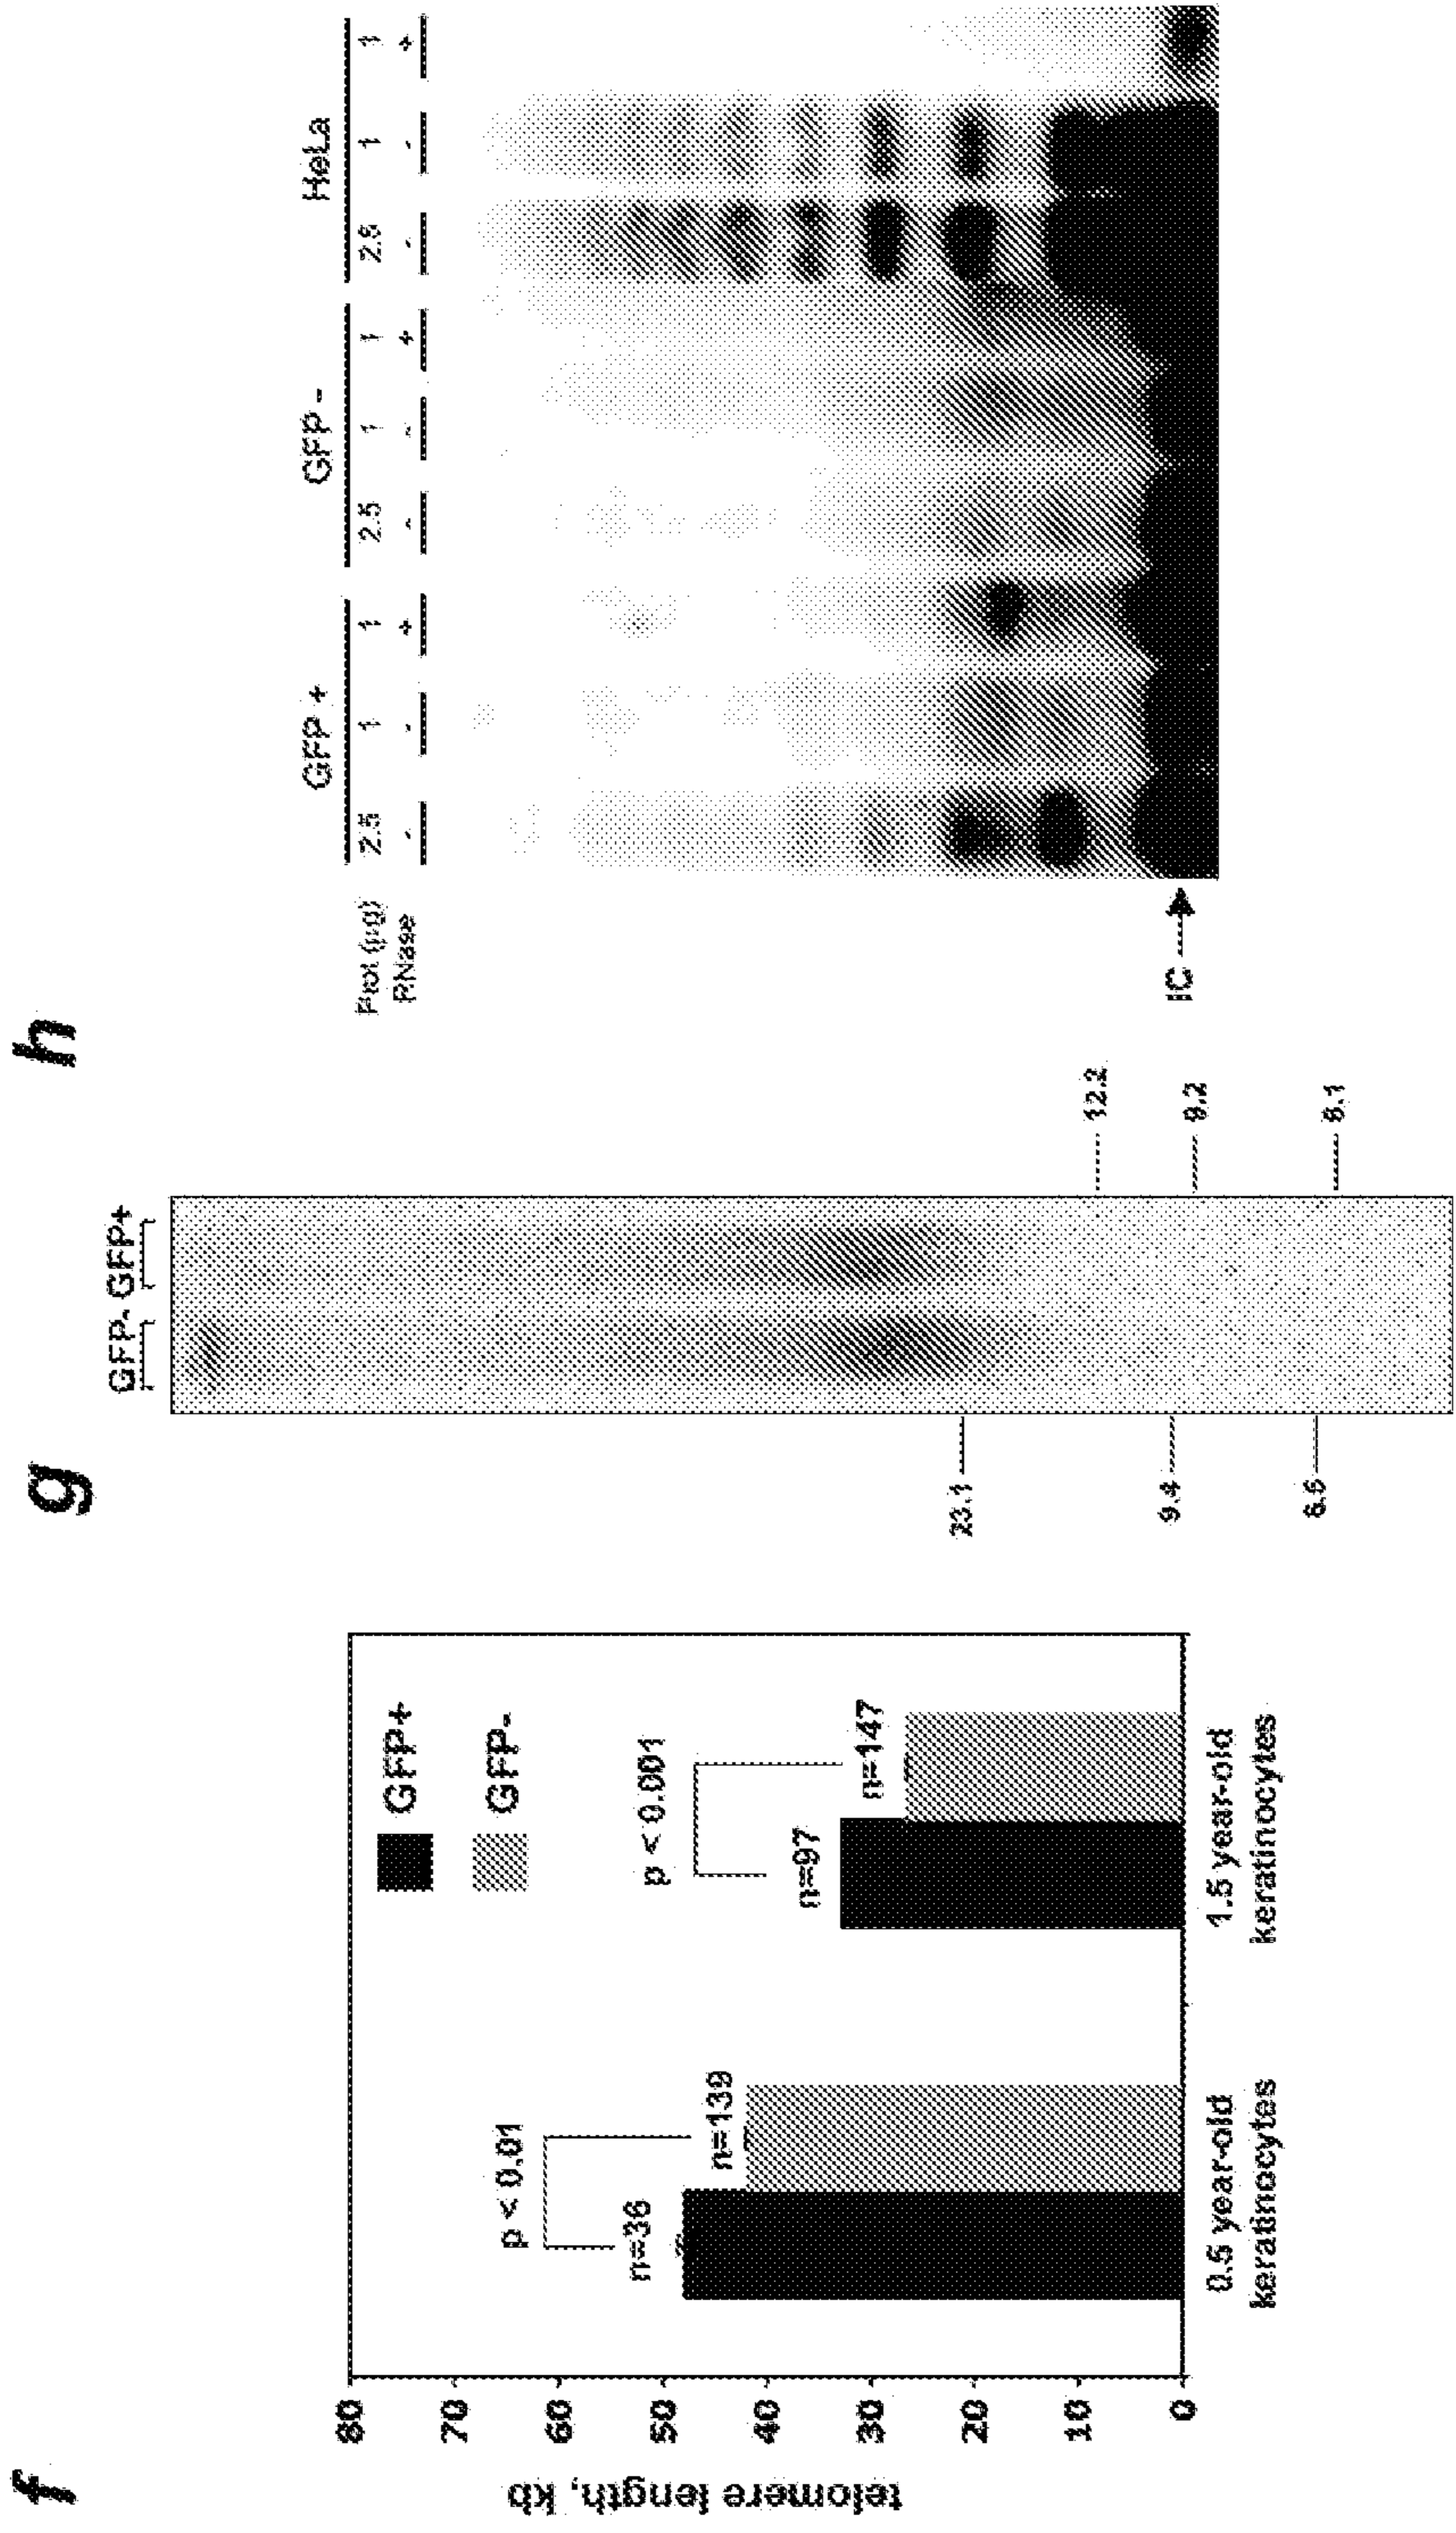 f
telomere length, kb
80
70
60
50
40
30
20
10
0
GFP+
GFP-
p < 0.01
n=36
n=139
p < 0.001
n=97
n=147
0.5 year-old
keratinocytes
1.5 year-old
keratinocytes
g
GFP- GFP+
23.1
9.4
6.6
12.2
9.2
8.1
h
GFP + GFP - HeLa
Prot (µg) 2.5 1 1 2.5 1 1 2.5 1 1
RNase - - + - - + - - +
IC